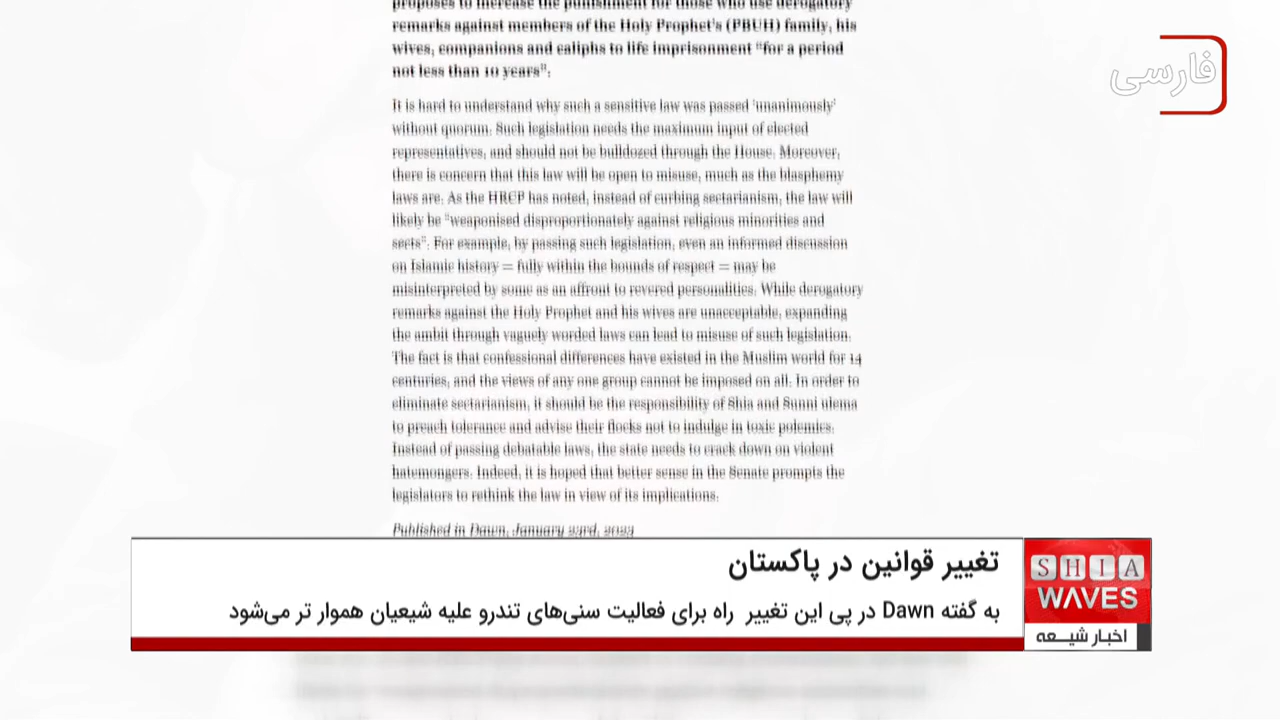 proposes to increase the punishment for those who use derogatory
remarks against members of the Holy Prophet's (PBUH) family, his
wives, companions and caliphs to life imprisonment “for a period
not less than 10 years”.
It is hard to understand why such a sensitive law was passed ‘unanimously’
without quorum. Such legislation needs the maximum input of elected
representatives, and should not be bulldozed through the House. Moreover,
there is concern that this law will be open to misuse, much as the blasphemy
laws are. As the HRCP has noted, instead of curbing sectarianism, the law will
likely be “weaponised disproportionately against religious minorities and
sects”. For example, by passing such legislation, even an informed discussion
on Islamic history — fully within the bounds of respect — may be
misinterpreted by some as an affront to revered personalities. While derogatory
remarks against the Holy Prophet and his wives are unacceptable, expanding
the ambit through vaguely worded laws can lead to misuse of such legislation.
The fact is that confessional differences have existed in the Muslim world for 14
centuries, and the views of any one group cannot be imposed on all. In order to
eliminate sectarianism, it should be the responsibility of Shia and Sunni ulema
to preach tolerance and advise their flocks not to indulge in toxic polemics.
Instead of passing debatable laws, the state needs to crack down on violent
hatemongers. Indeed, it is hoped that better sense in the Senate prompts the
legislators to rethink the law in view of its implications.
Published in Dawn, January 23rd, 2023
فارسی
تغییر قوانین در پاکستان
به گفته Dawn در پی این تغییر راه برای فعالیت سنی‌های تندرو علیه شیعیان هموار تر می‌شود
SHIA
WAVES
اخبار شیعه